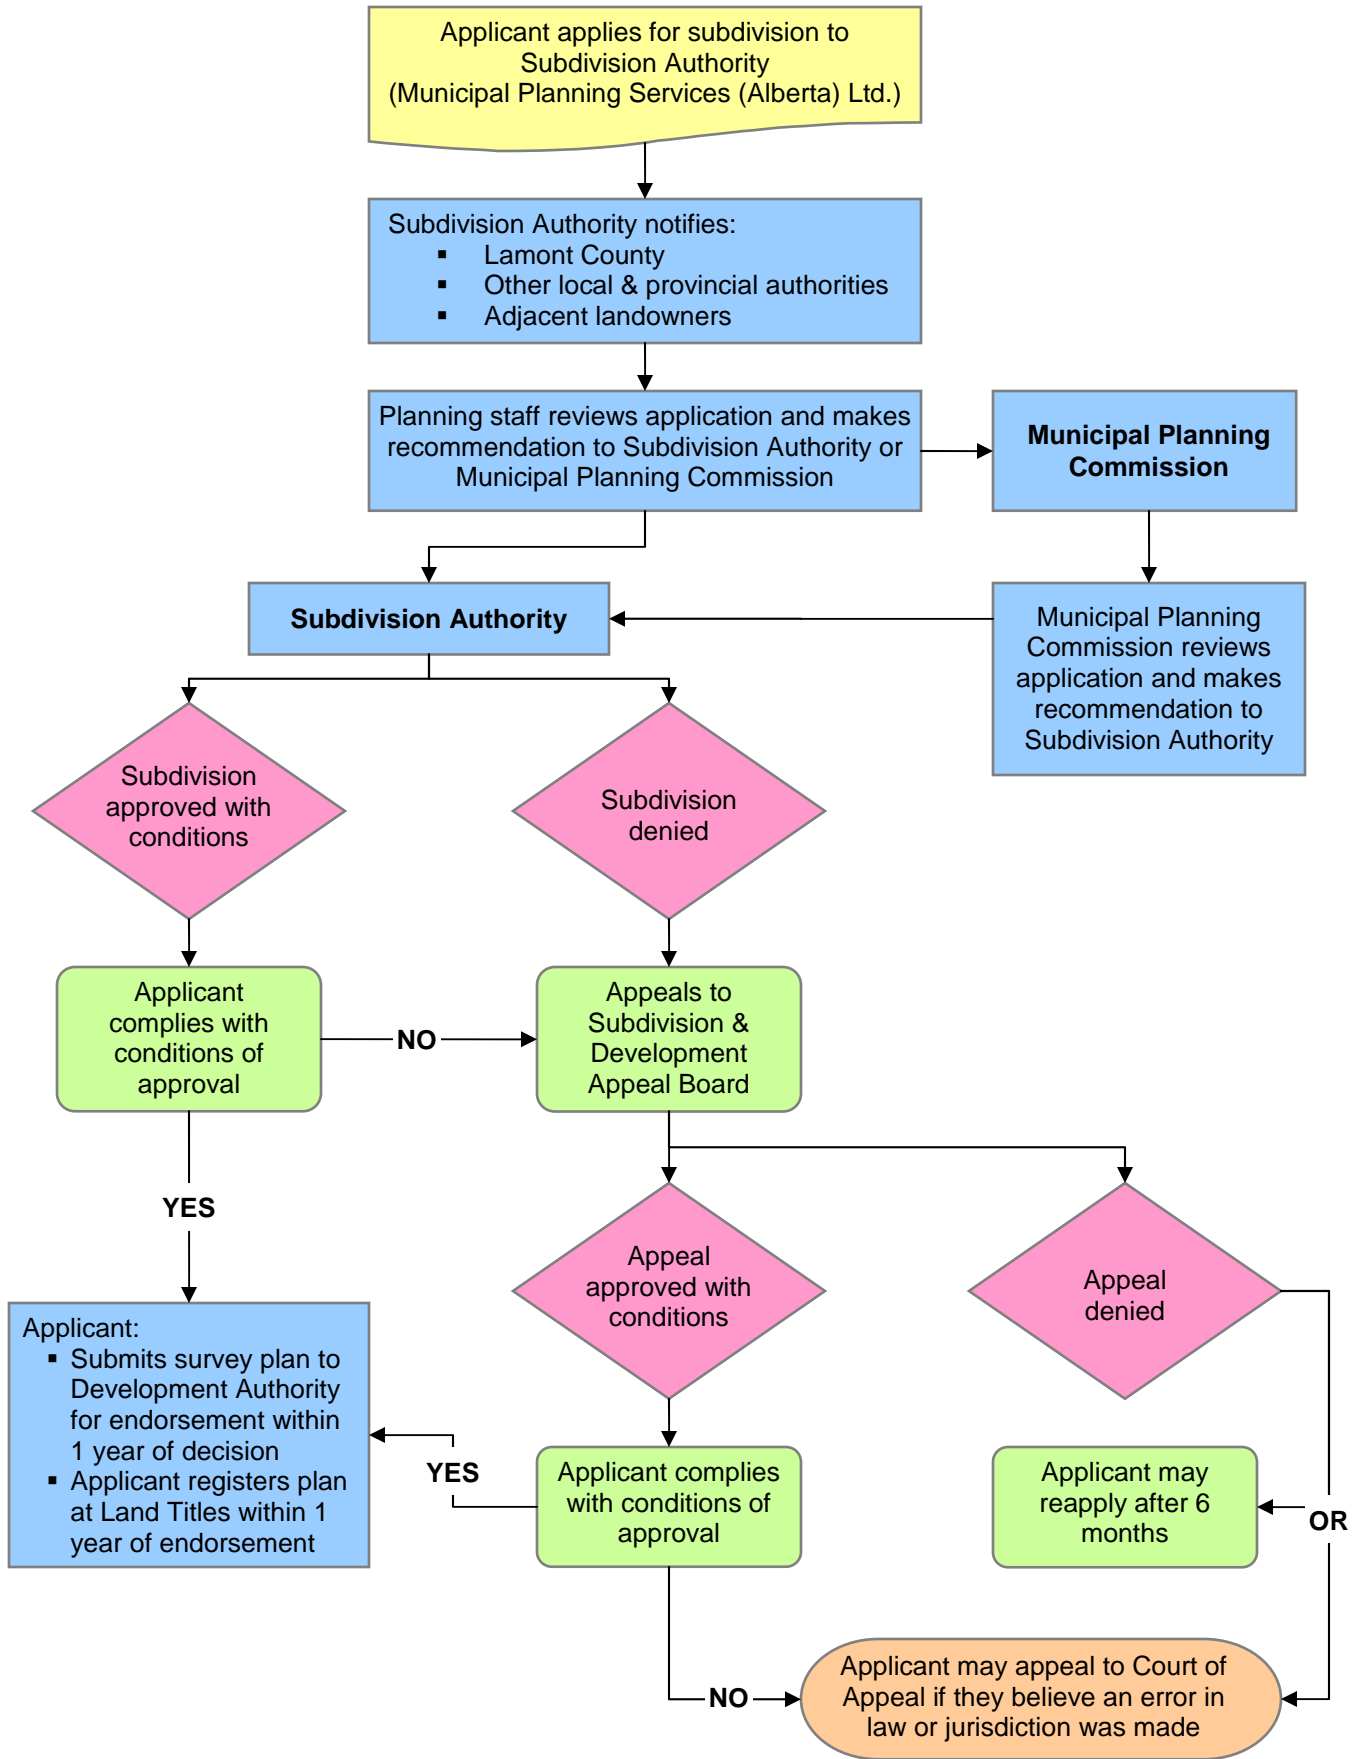 Applicant applies for subdivision to
Subdivision Authority
(Municipal Planning Services (Alberta) Ltd.)
Subdivision Authority notifies:
▪ Lamont County
▪ Other local & provincial authorities
▪ Adjacent landowners
Planning staff reviews application and makes
recommendation to Subdivision Authority or
Municipal Planning Commission
Municipal Planning
Commission
Subdivision Authority
Municipal Planning
Commission reviews
application and makes
recommendation to
Subdivision Authority
Subdivision
approved with
conditions
Subdivision
denied
Applicant
complies with
conditions of
approval
NO
Appeals to
Subdivision &
Development
Appeal Board
YES
Appeal
approved with
conditions
Appeal
denied
Applicant:
▪ Submits survey plan to
Development Authority
for endorsement within
1 year of decision
▪ Applicant registers plan
at Land Titles within 1
year of endorsement
YES
Applicant complies
with conditions of
approval
Applicant may
reapply after 6
months
OR
NO
Applicant may appeal to Court of
Appeal if they believe an error in
law or jurisdiction was made